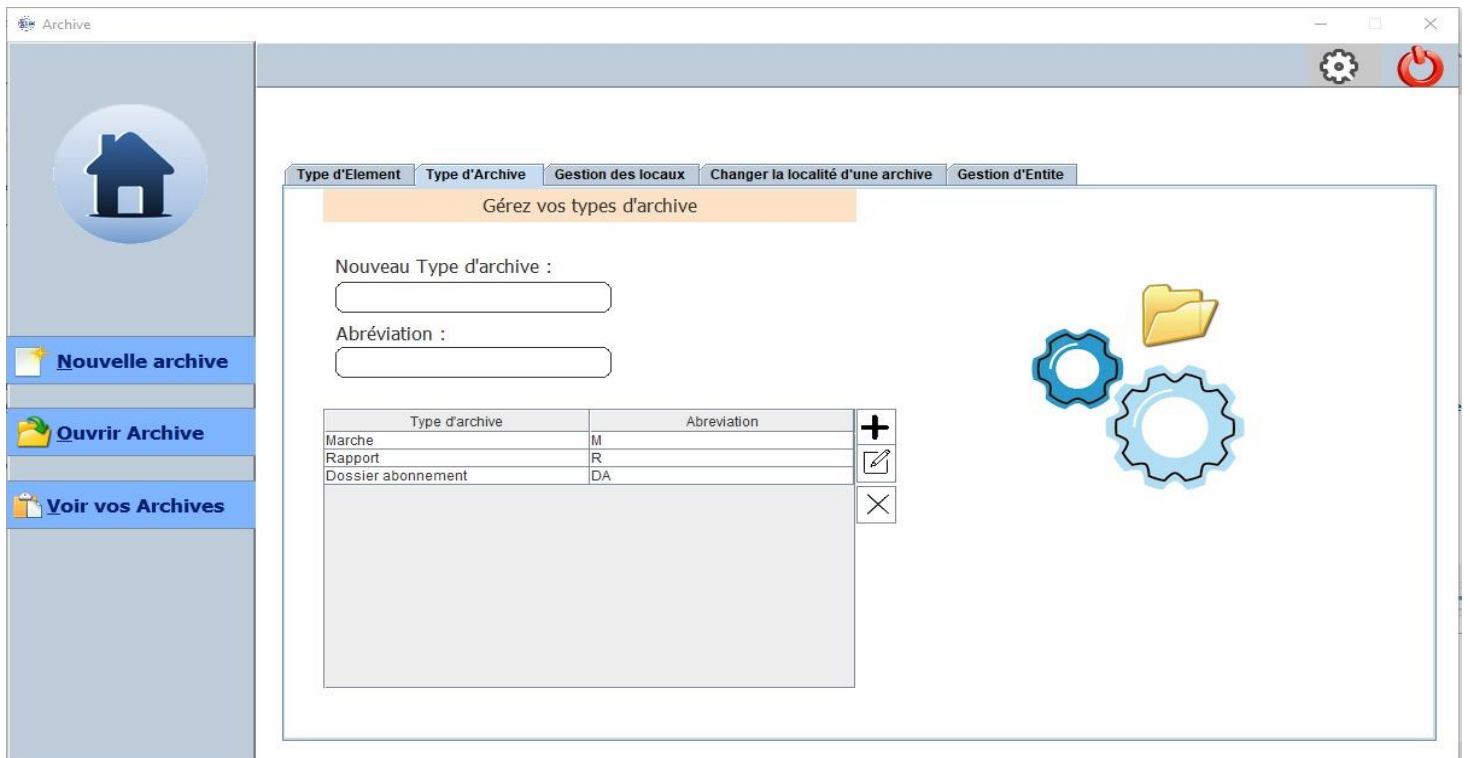 Archive
Type d'Element Type d'Archive Gestion des locaux Changer la localité d'une archive Gestion d'Entite
Gérez vos types d'archive
Nouveau Type d'archive :
Abréviation :
Nouvelle archive
Ouvrir Archive
Voir vos Archives
Type d'archive Abreviation
Marche M
Rapport R
Dossier abonnement DA